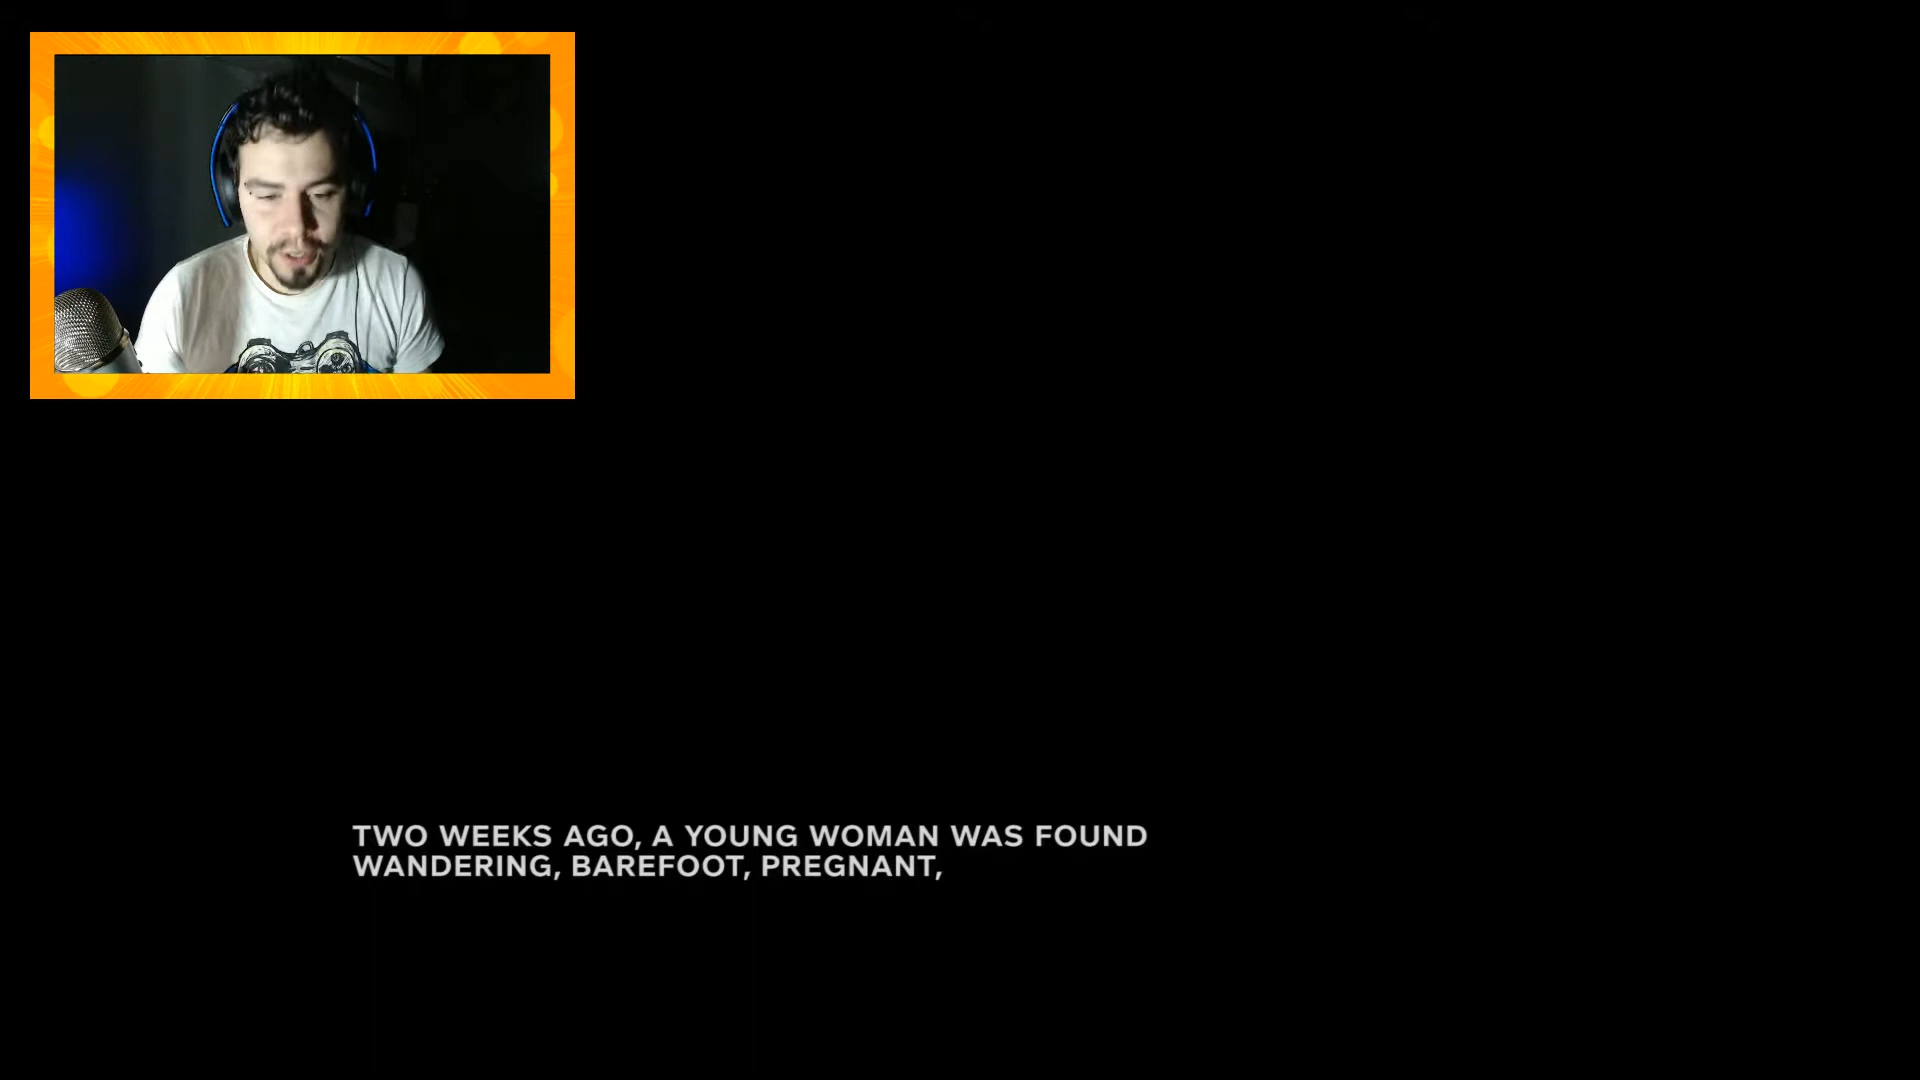 TWO WEEKS AGO, A YOUNG WOMAN WAS FOUND
WANDERING, BAREFOOT, PREGNANT,